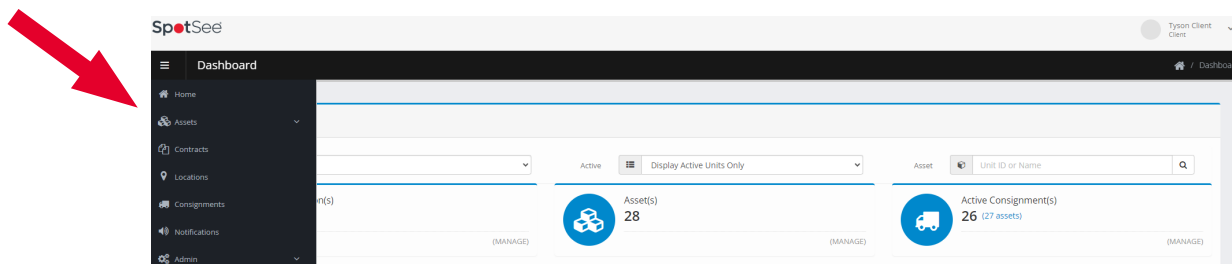 SpotSee
Tyson Client
Client
Dashboard
/ Dashboa
Home
Assets
Contracts
Locations
Consignments
Notifications
Admin
Active
Display Active Units Only
Asset
Unit ID or Name
n(s)
(MANAGE)
Asset(s)
28
(MANAGE)
Active Consignment(s)
26 (27 assets)
(MANAGE)